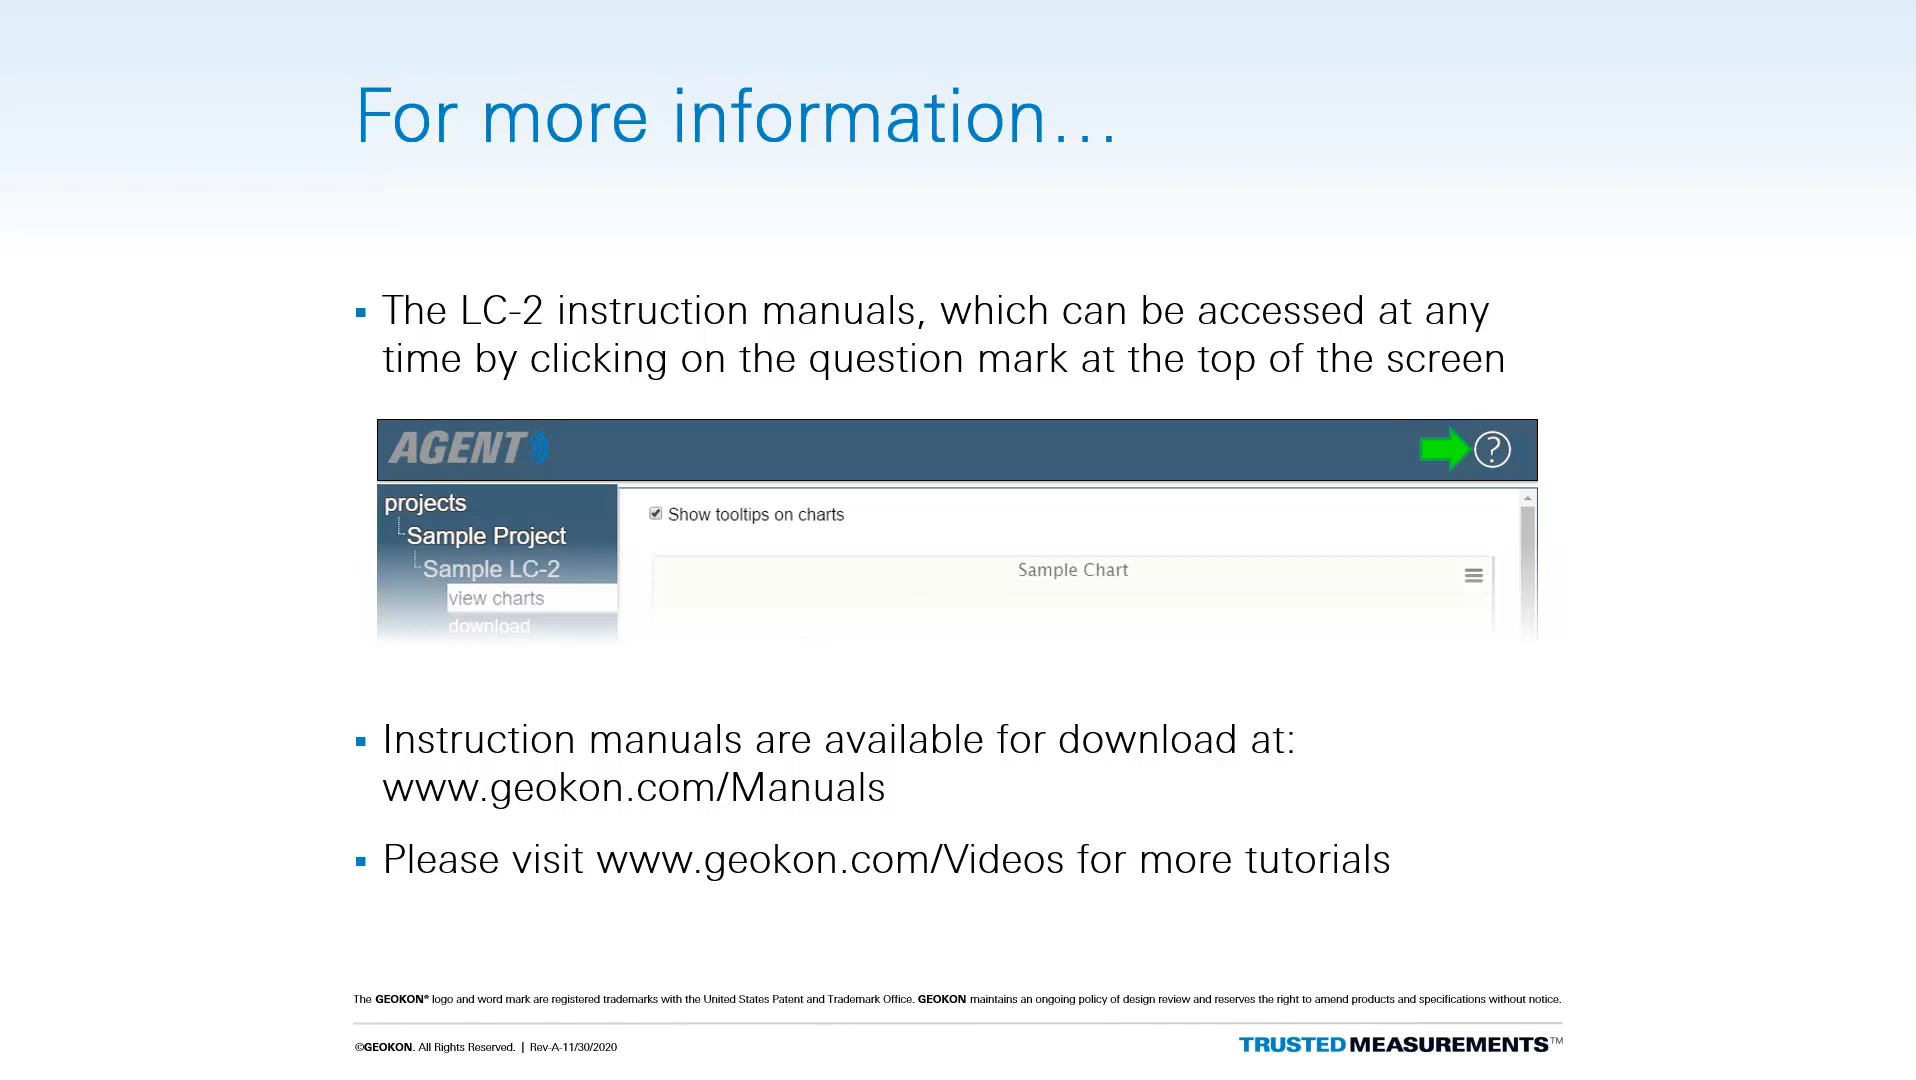 For more information…
▪ The LC-2 instruction manuals, which can be accessed at any
time by clicking on the question mark at the top of the screen
AGENT
?
projects
Sample Project
Sample LC-2
view charts
download
Show tooltips on charts
Sample Chart
▪ Instruction manuals are available for download at:
www.geokon.com/Manuals
▪ Please visit www.geokon.com/Videos for more tutorials
The GEOKON® logo and word mark are registered trademarks with the United States Patent and Trademark Office. GEOKON maintains an ongoing policy of design review and reserves the right to amend products and specifications without notice.
©GEOKON. All Rights Reserved. | Rev-A-11/30/2020
TRUSTED MEASUREMENTS™